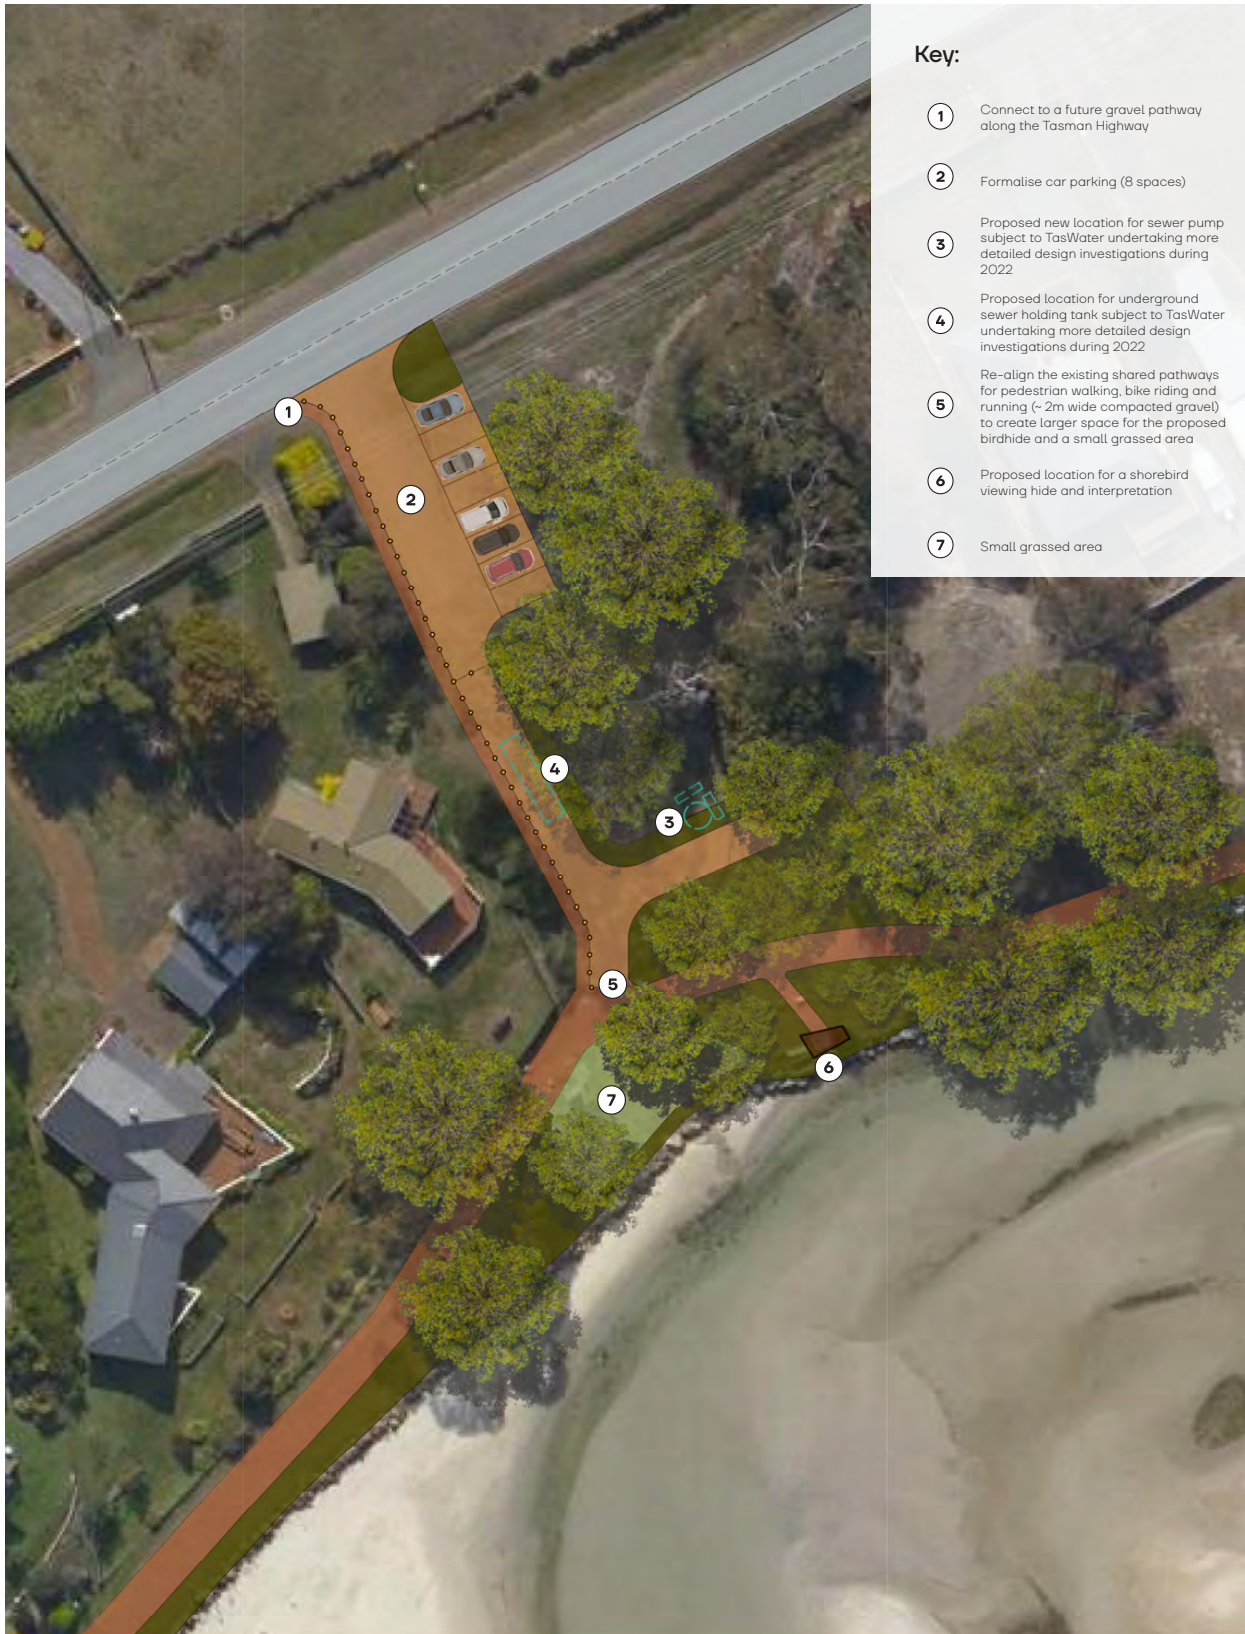 Key:
1
Connect to a future gravel pathway
along the Tasman Highway
2
Formalise car parking (8 spaces)
3
Proposed new location for sewer pump
subject to TasWater undertaking more
detailed design investigations during
2022
4
Proposed location for underground
sewer holding tank subject to TasWater
undertaking more detailed design
investigations during 2022
5
Re-align the existing shared pathways
for pedestrian walking, bike riding and
running (~ 2m wide compacted gravel)
to create larger space for the proposed
birdhide and a small grassed area
6
Proposed location for a shorebird
viewing hide and interpretation
7
Small grassed area
1
2
4
3
5
6
7